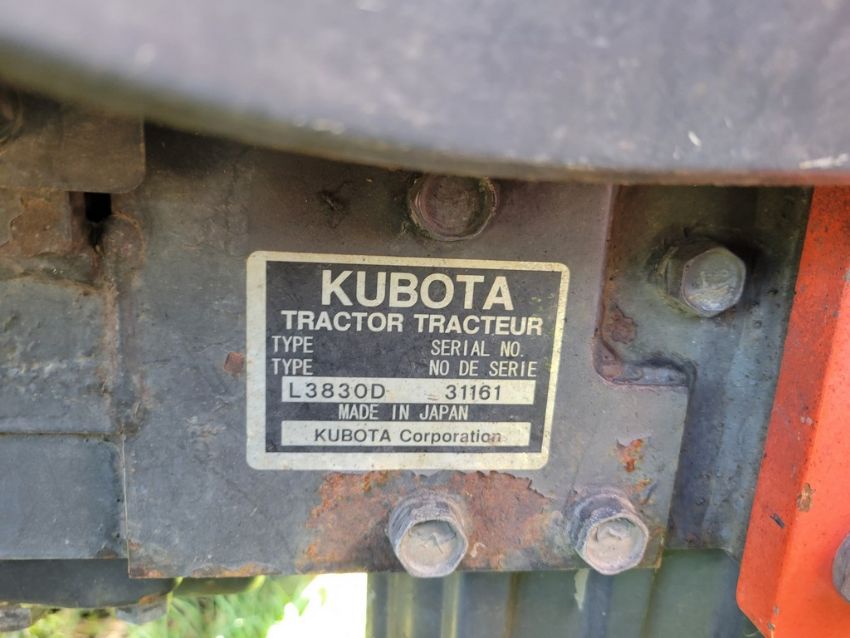 KUBOTA
TRACTOR TRACTEUR
TYPE SERIAL NO.
TYPE NO DE SERIE
L3830D 31161
MADE IN JAPAN
KUBOTA Corporation